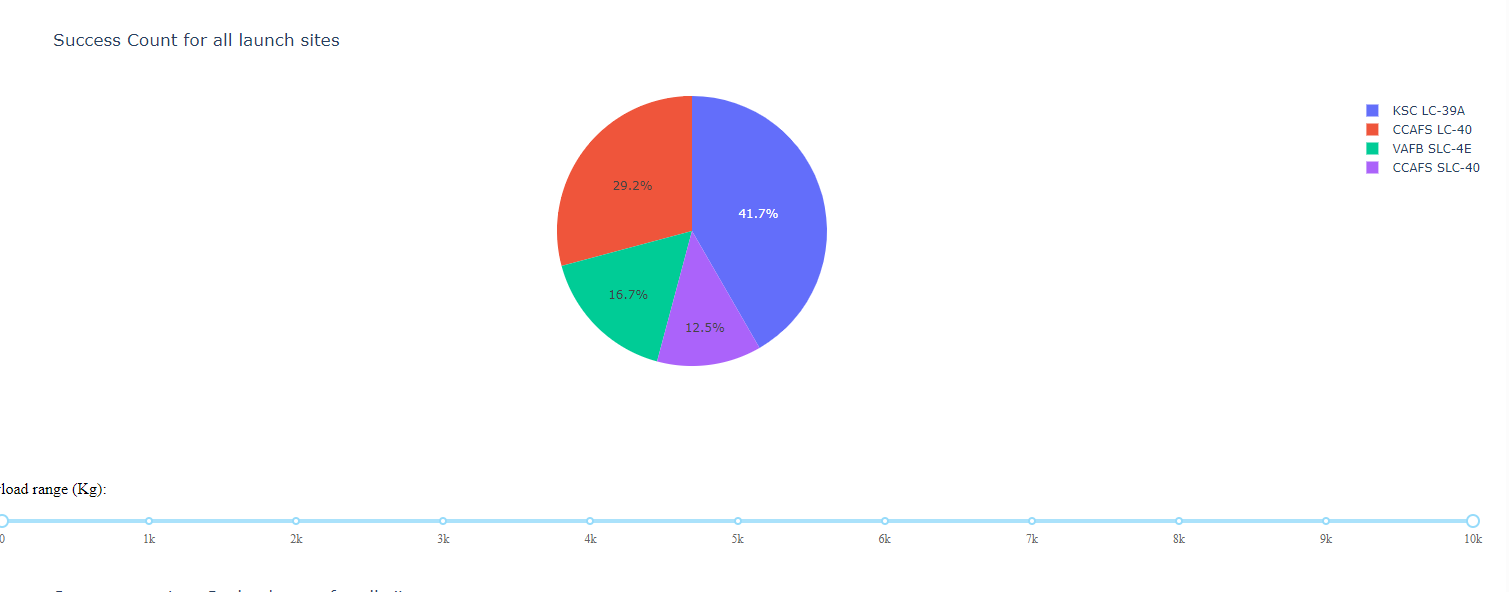 Success Count for all launch sites
KSC LC-39A
CCAFS LC-40
VAFB SLC-4E
CCAFS SLC-40
29.2%
41.7%
16.7%
12.5%
load range (Kg):
0
1k
2k
3k
4k
5k
6k
7k
8k
9k
10k